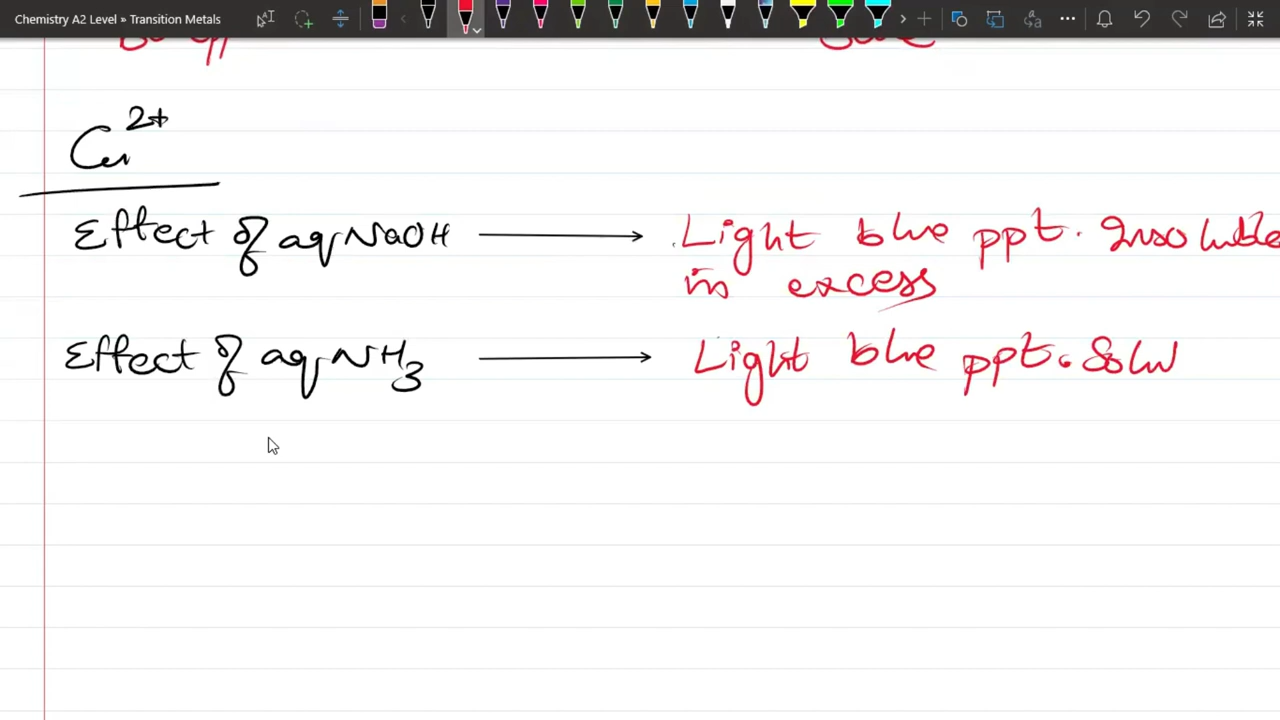 Chemistry A2 Level » Transition Metals
Cu²⁺
Effect of aq NaOH → Light blue ppt. Insoluble
in excess
Effect of aq NH₃ → Light blue ppt. Solu